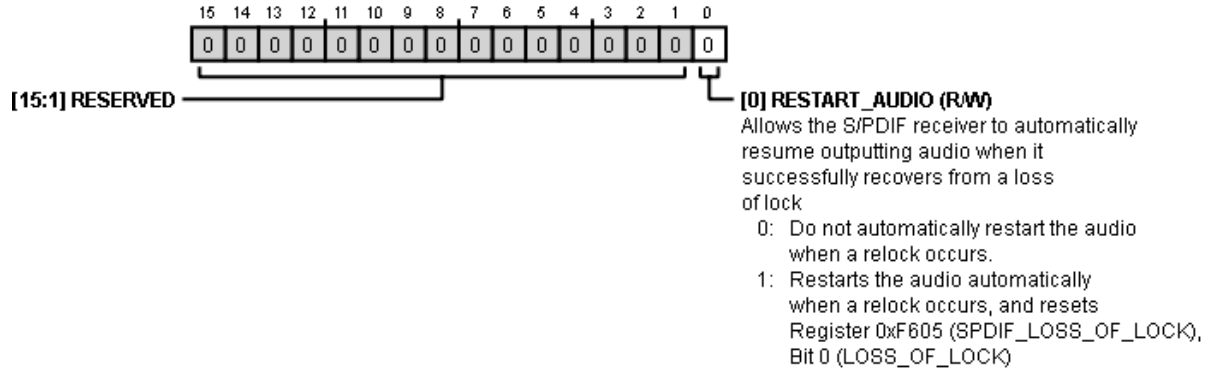 15 14 13 12 11 10 9 8 7 6 5 4 3 2 1 0
0 0 0 0 0 0 0 0 0 0 0 0 0 0 0 0
[15:1] RESERVED
[0] RESTART_AUDIO (R/W)
Allows the S/PDIF receiver to automatically
resume outputting audio when it
successfully recovers from a loss
of lock
0: Do not automatically restart the audio
when a relock occurs.
1: Restarts the audio automatically
when a relock occurs, and resets
Register 0xF605 (SPDIF_LOSS_OF_LOCK),
Bit 0 (LOSS_OF_LOCK)